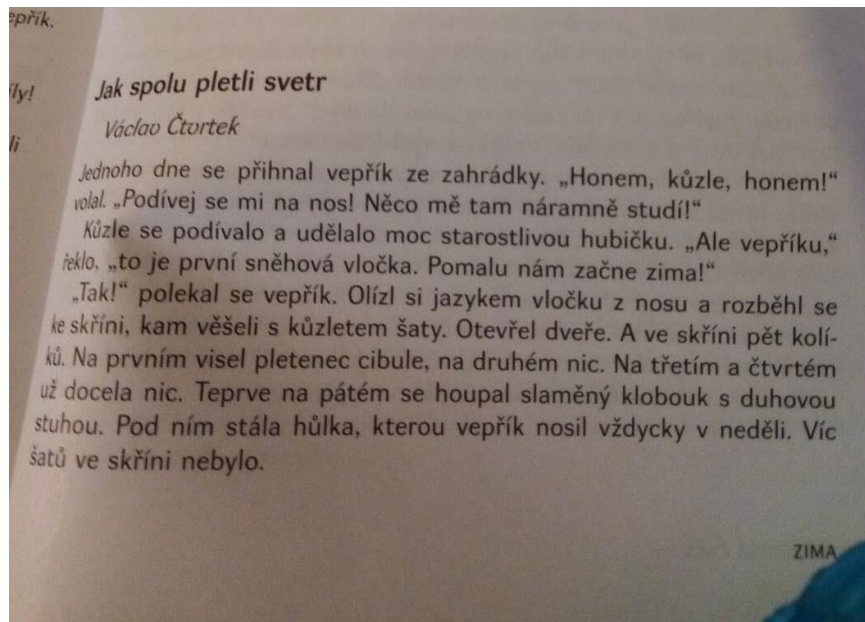 epřík.
íly!
li
Jak spolu pletli svetr
Václav Čtvrtek
Jednoho dne se přihnal vepřík ze zahrádky. „Honem, kůzle, honem!“
volal. „Podívej se mi na nos! Něco mě tam náramně studí!“
Kůzle se podívalo a udělalo moc starostlivou hubičku. „Ale vepříku,“
řeklo, „to je první sněhová vločka. Pomalu nám začne zima!“
„Tak!“ polekal se vepřík. Olízl si jazykem vločku z nosu a rozběhl se
ke skříni, kam věšeli s kůzletem šaty. Otevřel dveře. A ve skříni pět kolí-
ků. Na prvním visel pletenec cibule, na druhém nic. Na třetím a čtvrtém
už docela nic. Teprve na pátém se houpal slaměný klobouk s duhovou
stuhou. Pod ním stála hůlka, kterou vepřík nosil vždycky v neděli. Víc
šatů ve skříni nebylo.
ZIMA